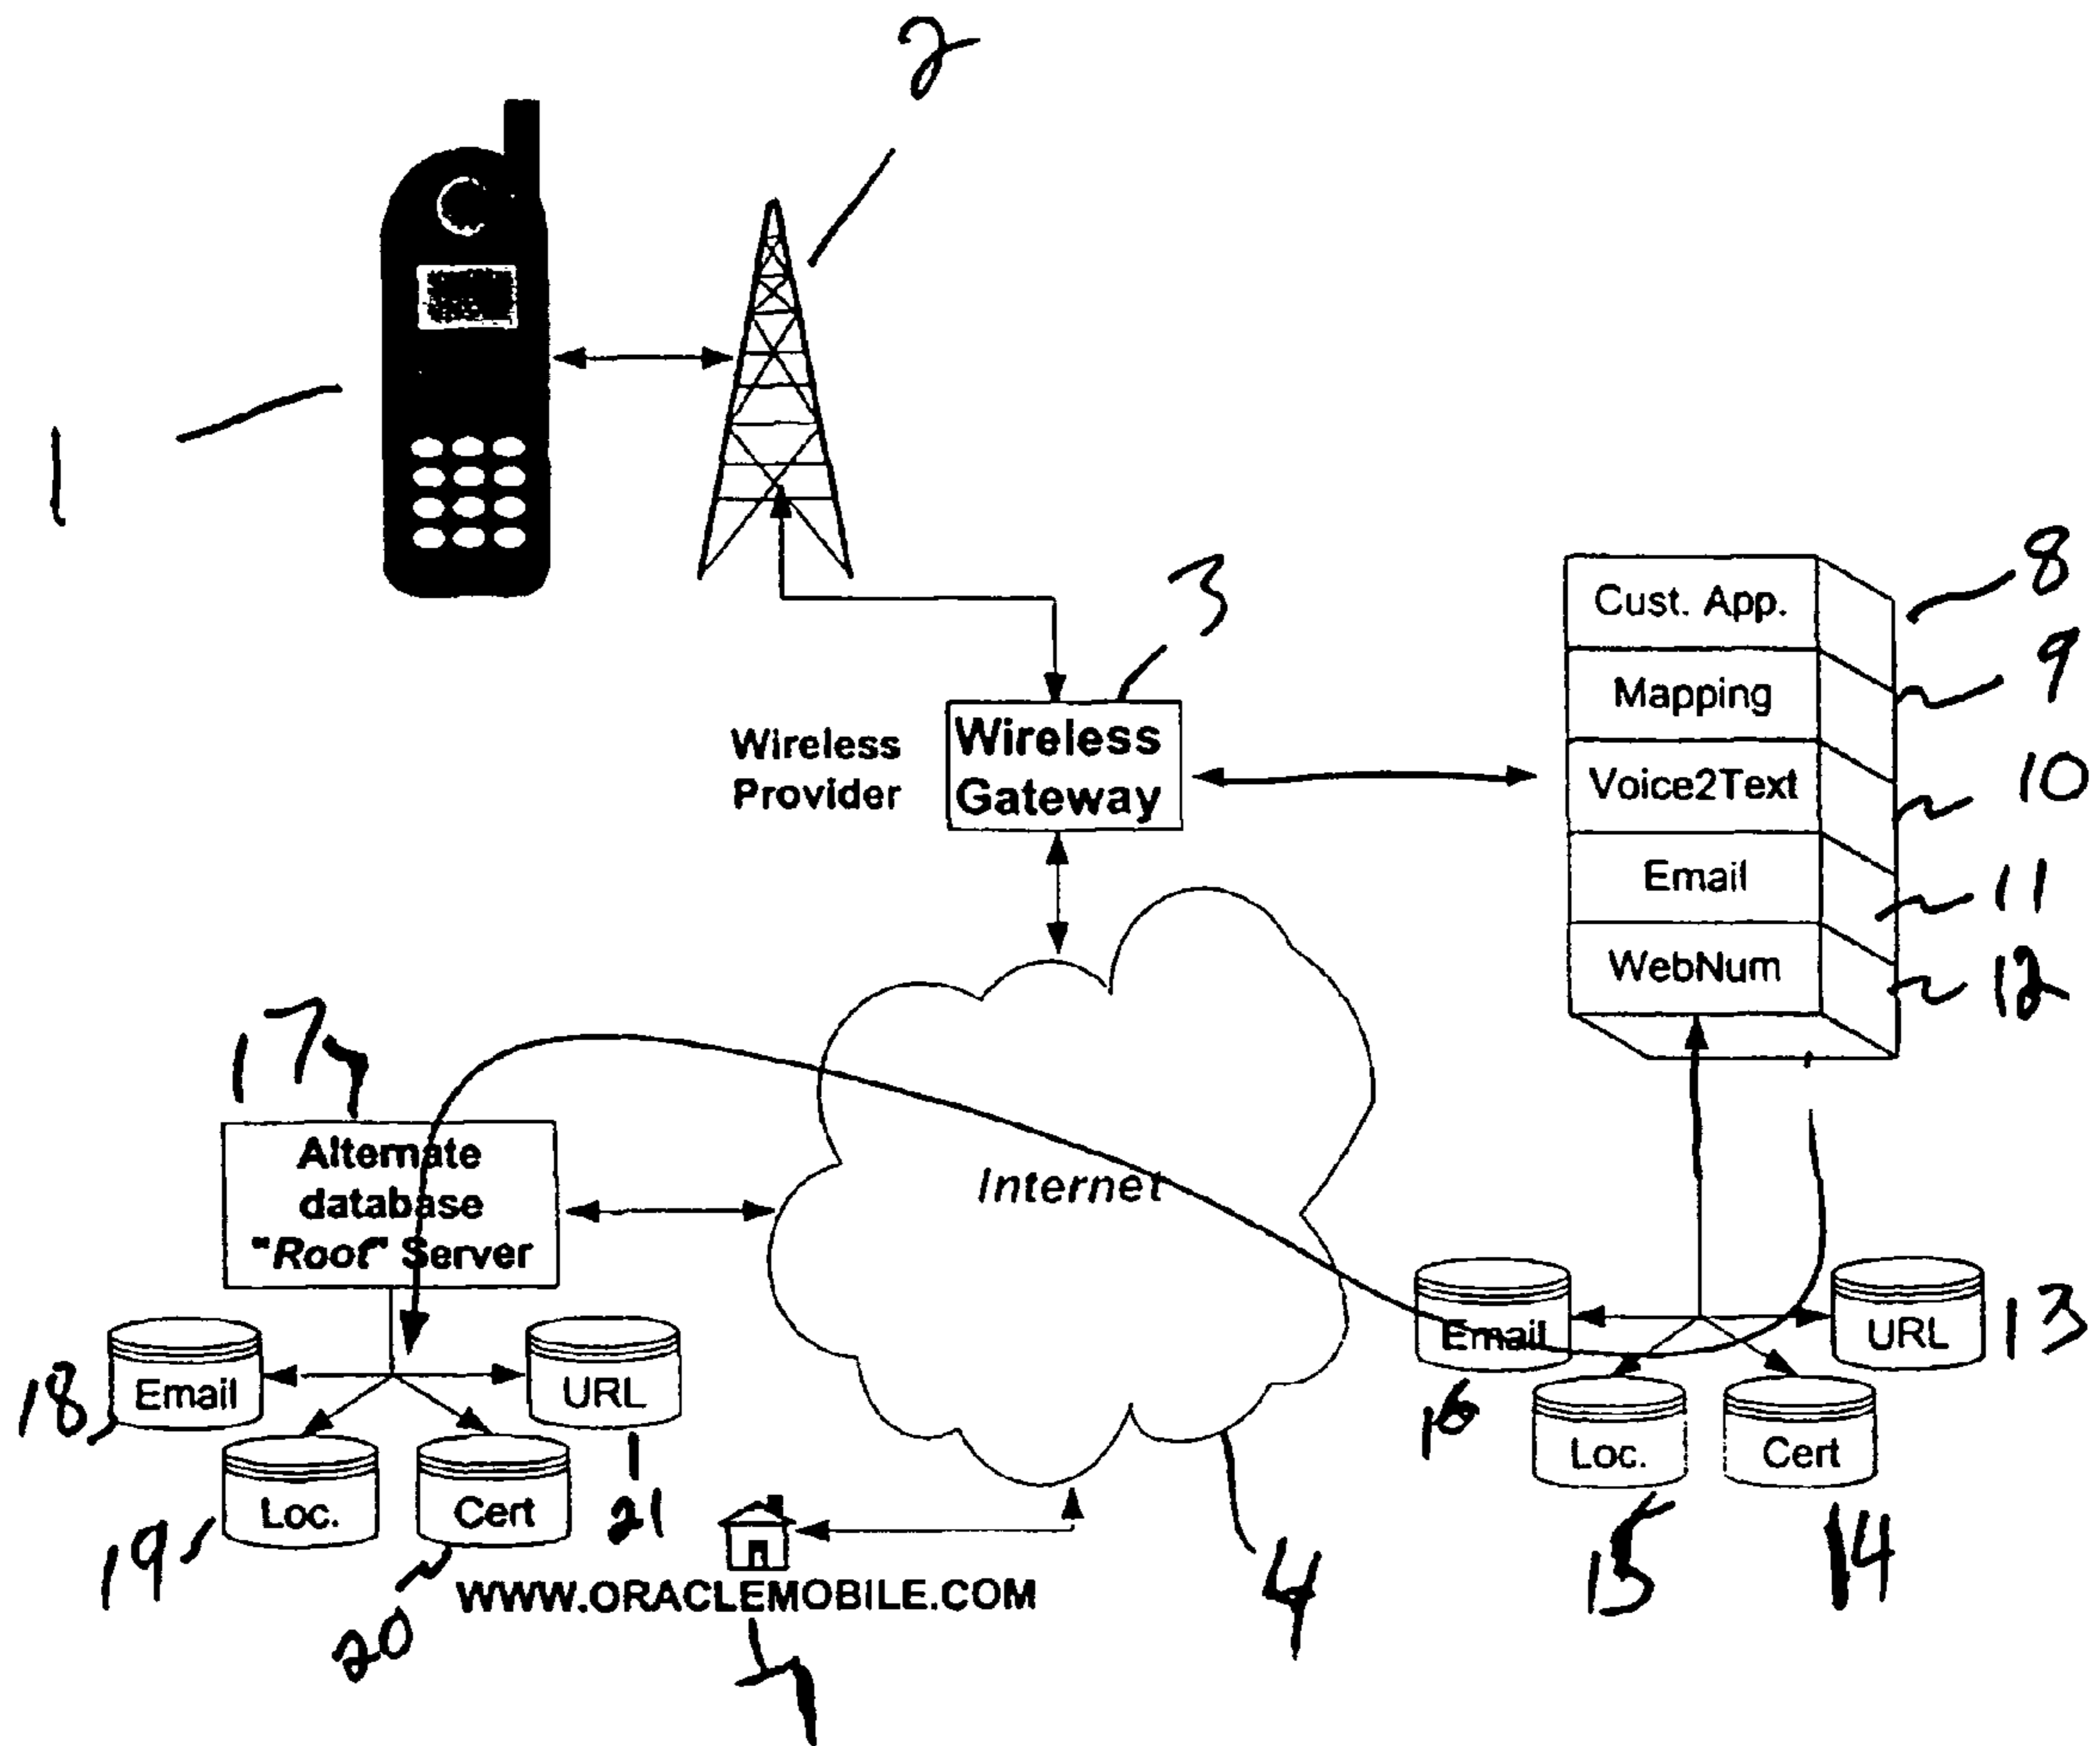 2
1
3
8
Cust. App.
9
Mapping
Wireless
Provider
Wireless
Gateway
10
Voice2Text
11
Email
12
WebNum
17
Alternate
database
"Root" Server
Internet
Email
URL
13
18
Email
URL
16
Loc.
Cert
19
Loc.
Cert
21
15
14
20
WWW.ORACLEMOBILE.COM
4